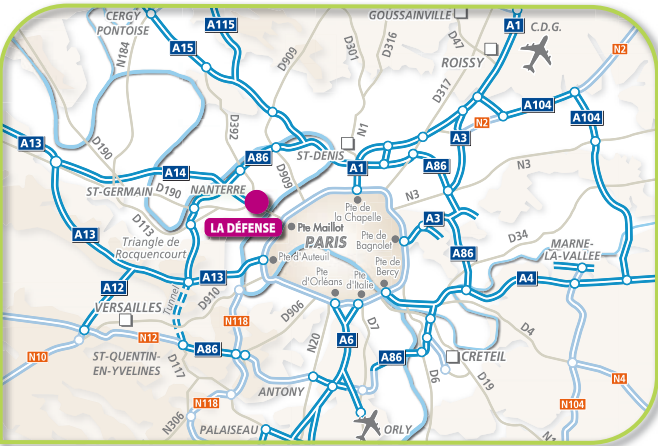 CERGY
PONTOISE
A115
GOUSSAINVILLE
A1
C.D.G.
N184
A15
D909
D301
D316
D47
ROISSY
N2
D317
A104
D392
N1
N2
A104
A13
D190
A86
ST-DENIS
A3
A14
D909
A1
A86
N3
ST-GERMAIN
D190
NANTERRE
N3
D113
LA DÉFENSE
Pte Maillot
PARIS
Pte de
la Chapelle
A3
A13
Triangle de
Rocquencourt
Pte de
Bagnolet
D34
MARNE-
LA-VALLEE
A86
Pte d'Auteuil
Pte
d'Orléans
Pte
d'Italie
Pte de
Bercy
A13
A4
A12
Tunnel
D910
VERSAILLES
N118
D906
D7
D4
N12
N10
A86
N20
A6
A86
CRETEIL
ST-QUENTIN-
EN-YVELINES
D117
D6
D19
N4
ANTONY
N118
N104
N306
PALAISEAU
ORLY